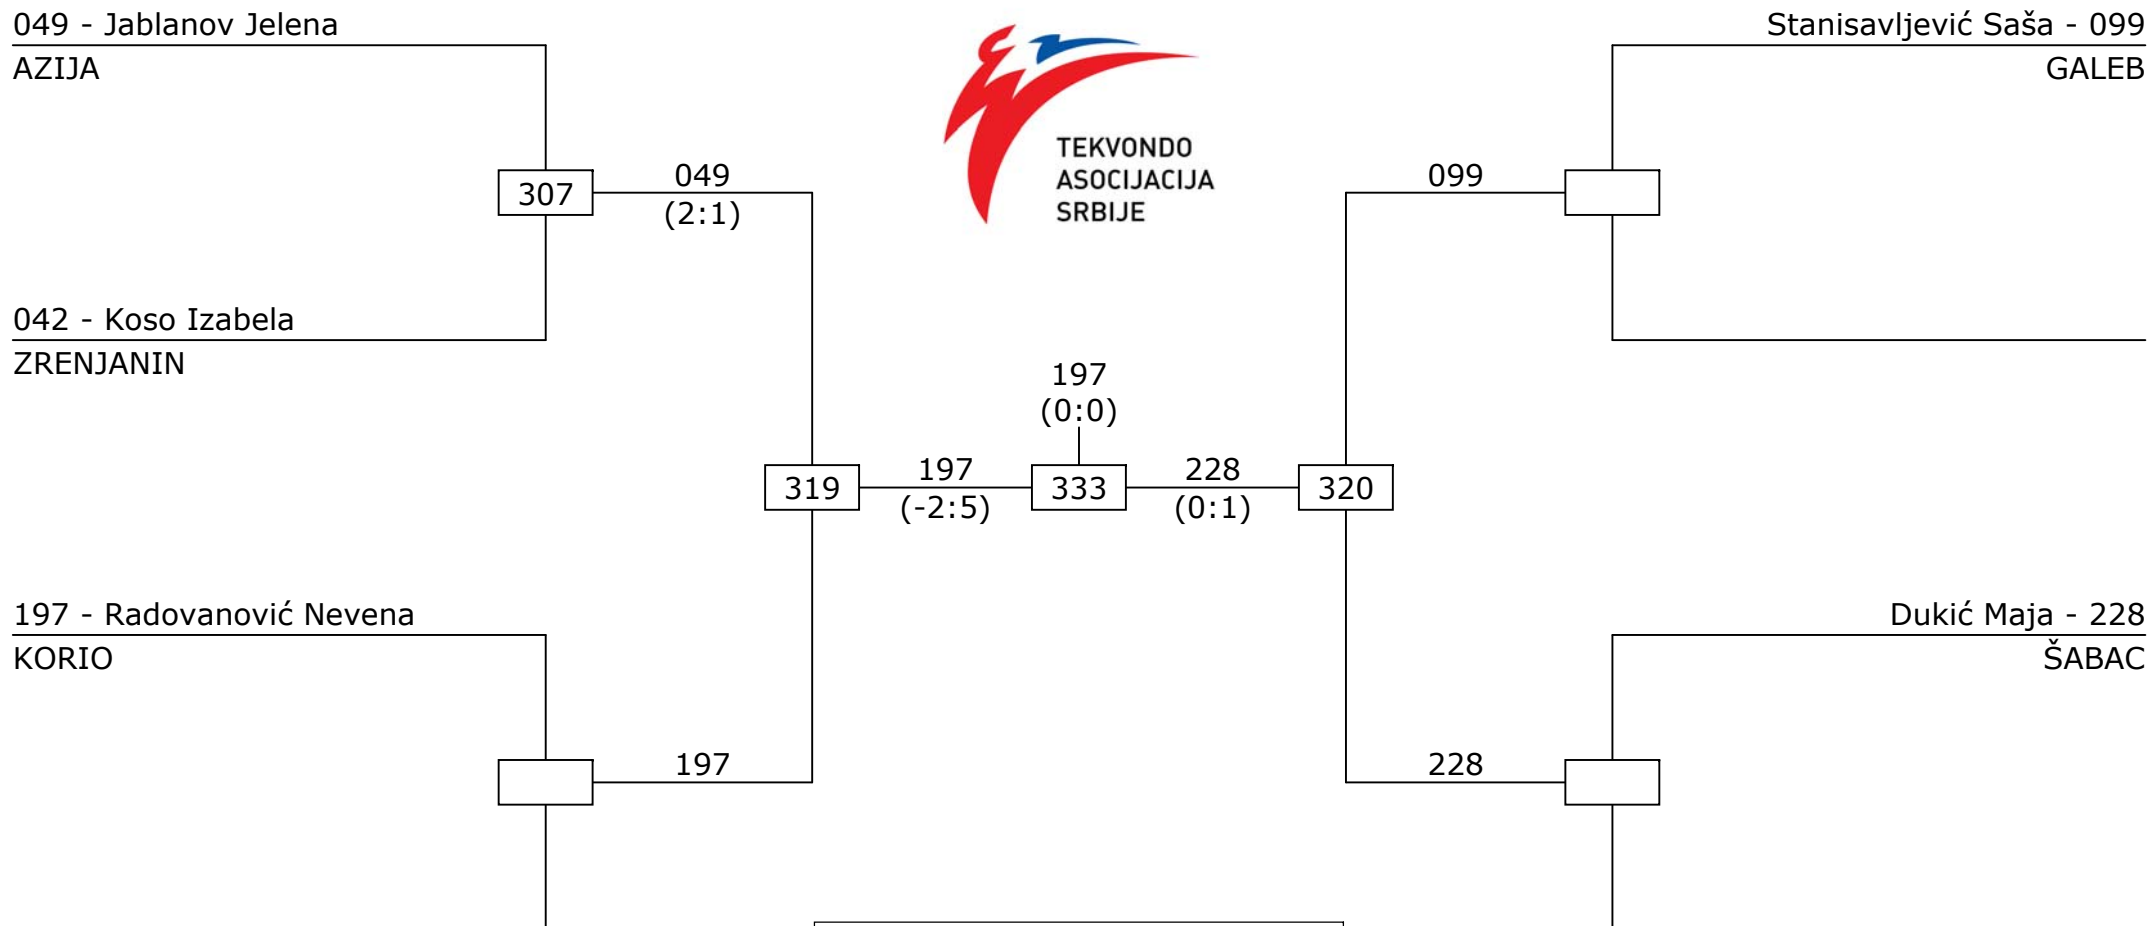 049 - Jablanov Jelena
AZIJA
Stanisavljević Saša - 099
GALEB
TEKVONDO
ASOCIJACIJA
SRBIJE
307
049
(2:1)
099
042 - Koso Izabela
ZRENJANIN
197
(0:0)
319
197
(-2:5)
333
228
(0:1)
320
197 - Radovanović Nevena
KORIO
Dukić Maja - 228
ŠABAC
197
228